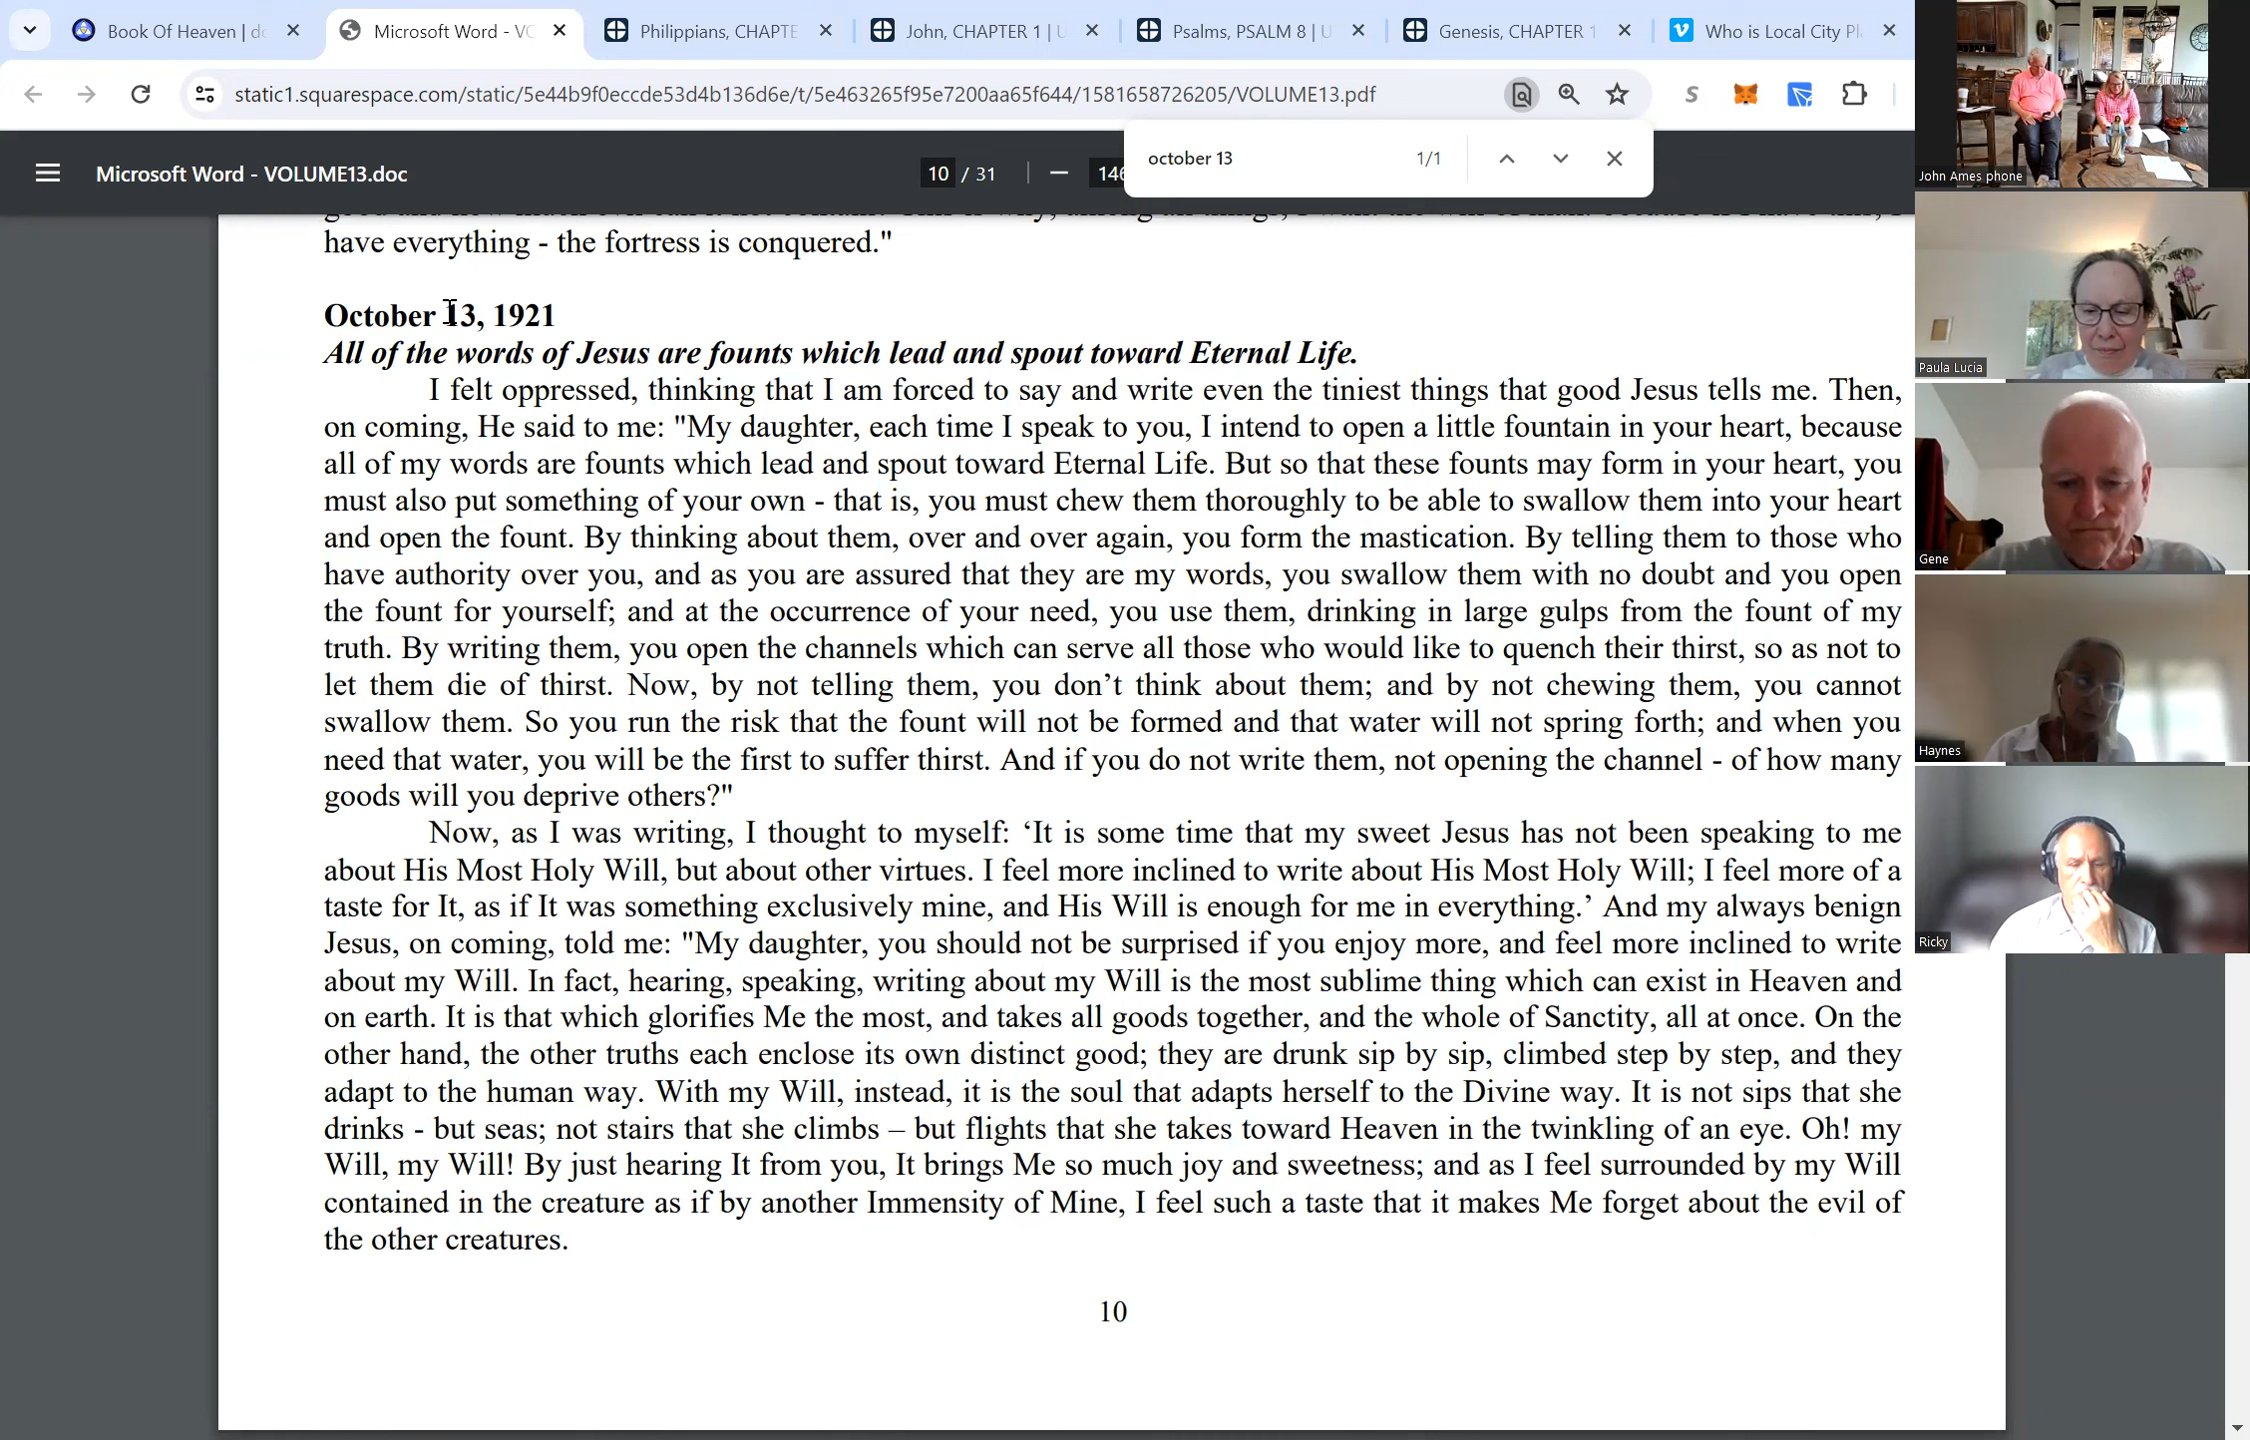 Book Of Heaven | do
Microsoft Word - VO
Philippians, CHAPTE
John, CHAPTER 1 | U
Psalms, PSALM 8 | U
Genesis, CHAPTER 1
Who is Local City Pl
static1.squarespace.com/static/5e44b9f0eccde53d4b136d6e/t/5e463265f95e7200aa65f644/1581658726205/VOLUME13.pdf
october 13
1/1
Microsoft Word - VOLUME13.doc
10 / 31
146
have everything - the fortress is conquered."
October 13, 1921
All of the words of Jesus are founts which lead and spout toward Eternal Life.
I felt oppressed, thinking that I am forced to say and write even the tiniest things that good Jesus tells me. Then,
on coming, He said to me: "My daughter, each time I speak to you, I intend to open a little fountain in your heart, because
all of my words are founts which lead and spout toward Eternal Life. But so that these founts may form in your heart, you
must also put something of your own - that is, you must chew them thoroughly to be able to swallow them into your heart
and open the fount. By thinking about them, over and over again, you form the mastication. By telling them to those who
have authority over you, and as you are assured that they are my words, you swallow them with no doubt and you open
the fount for yourself; and at the occurrence of your need, you use them, drinking in large gulps from the fount of my
truth. By writing them, you open the channels which can serve all those who would like to quench their thirst, so as not to
let them die of thirst. Now, by not telling them, you don’t think about them; and by not chewing them, you cannot
swallow them. So you run the risk that the fount will not be formed and that water will not spring forth; and when you
need that water, you will be the first to suffer thirst. And if you do not write them, not opening the channel - of how many
goods will you deprive others?"
Now, as I was writing, I thought to myself: ‘It is some time that my sweet Jesus has not been speaking to me
about His Most Holy Will, but about other virtues. I feel more inclined to write about His Most Holy Will; I feel more of a
taste for It, as if It was something exclusively mine, and His Will is enough for me in everything.’ And my always benign
Jesus, on coming, told me: "My daughter, you should not be surprised if you enjoy more, and feel more inclined to write
about my Will. In fact, hearing, speaking, writing about my Will is the most sublime thing which can exist in Heaven and
on earth. It is that which glorifies Me the most, and takes all goods together, and the whole of Sanctity, all at once. On the
other hand, the other truths each enclose its own distinct good; they are drunk sip by sip, climbed step by step, and they
adapt to the human way. With my Will, instead, it is the soul that adapts herself to the Divine way. It is not sips that she
drinks - but seas; not stairs that she climbs – but flights that she takes toward Heaven in the twinkling of an eye. Oh! my
Will, my Will! By just hearing It from you, It brings Me so much joy and sweetness; and as I feel surrounded by my Will
contained in the creature as if by another Immensity of Mine, I feel such a taste that it makes Me forget about the evil of
the other creatures.
10
John Ames phone
Paula Lucia
Gene
Haynes
Ricky